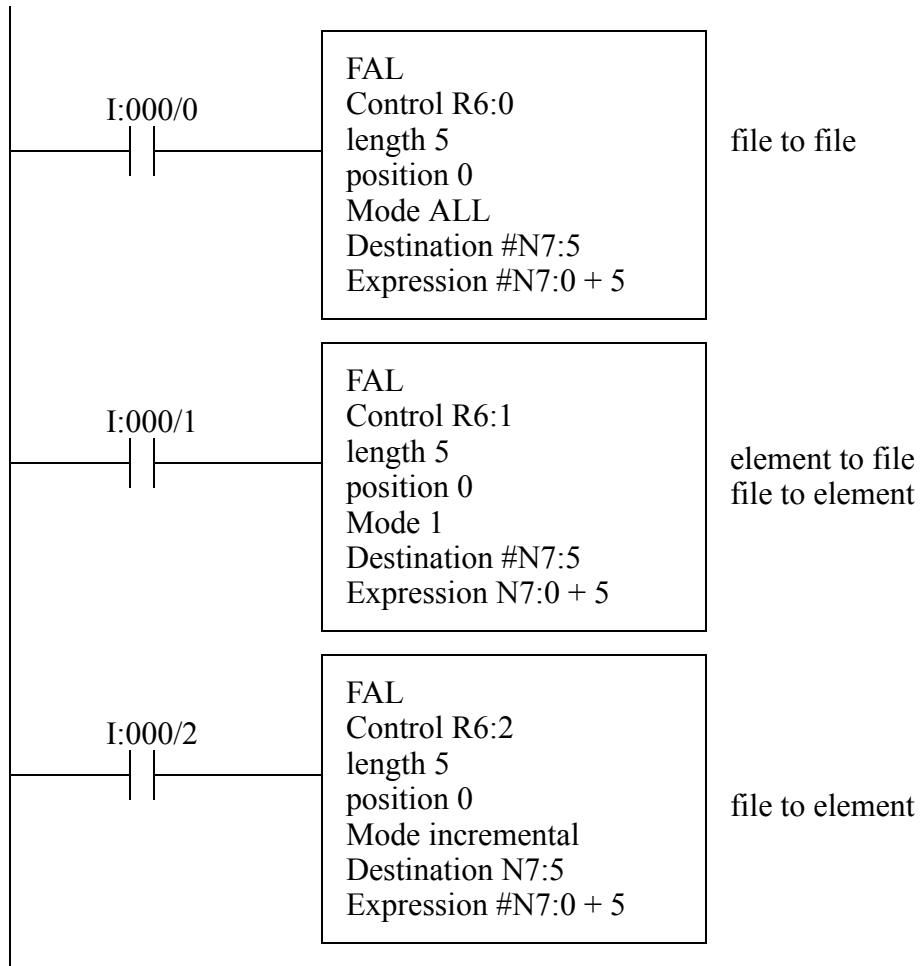 I:000/0
FAL
Control R6:0
length 5
position 0
Mode ALL
Destination #N7:5
Expression #N7:0 + 5
file to file
I:000/1
FAL
Control R6:1
length 5
position 0
Mode 1
Destination #N7:5
Expression N7:0 + 5
element to file
file to element
I:000/2
FAL
Control R6:2
length 5
position 0
Mode incremental
Destination N7:5
Expression #N7:0 + 5
file to element